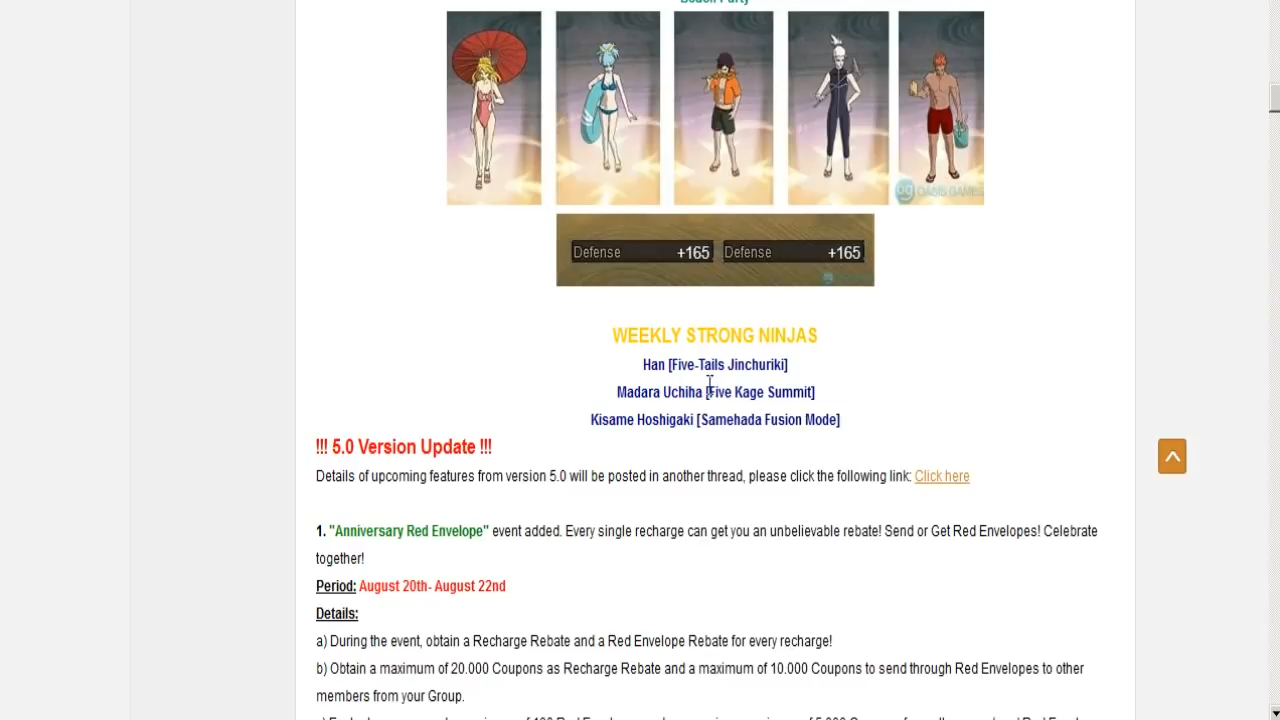 Beach Party
OASIS GAMES
Defense +165 Defense +165
WEEKLY STRONG NINJAS
Han [Five-Tails Jinchuriki]
Madara Uchiha [Five Kage Summit]
Kisame Hoshigaki [Samehada Fusion Mode]
!!! 5.0 Version Update !!!
Details of upcoming features from version 5.0 will be posted in another thread, please click the following link: Click here
1. "Anniversary Red Envelope" event added. Every single recharge can get you an unbelievable rebate! Send or Get Red Envelopes! Celebrate
together!
Period: August 20th- August 22nd
Details:
a) During the event, obtain a Recharge Rebate and a Red Envelope Rebate for every recharge!
b) Obtain a maximum of 20.000 Coupons as Recharge Rebate and a maximum of 10.000 Coupons to send through Red Envelopes to other
members from your Group.